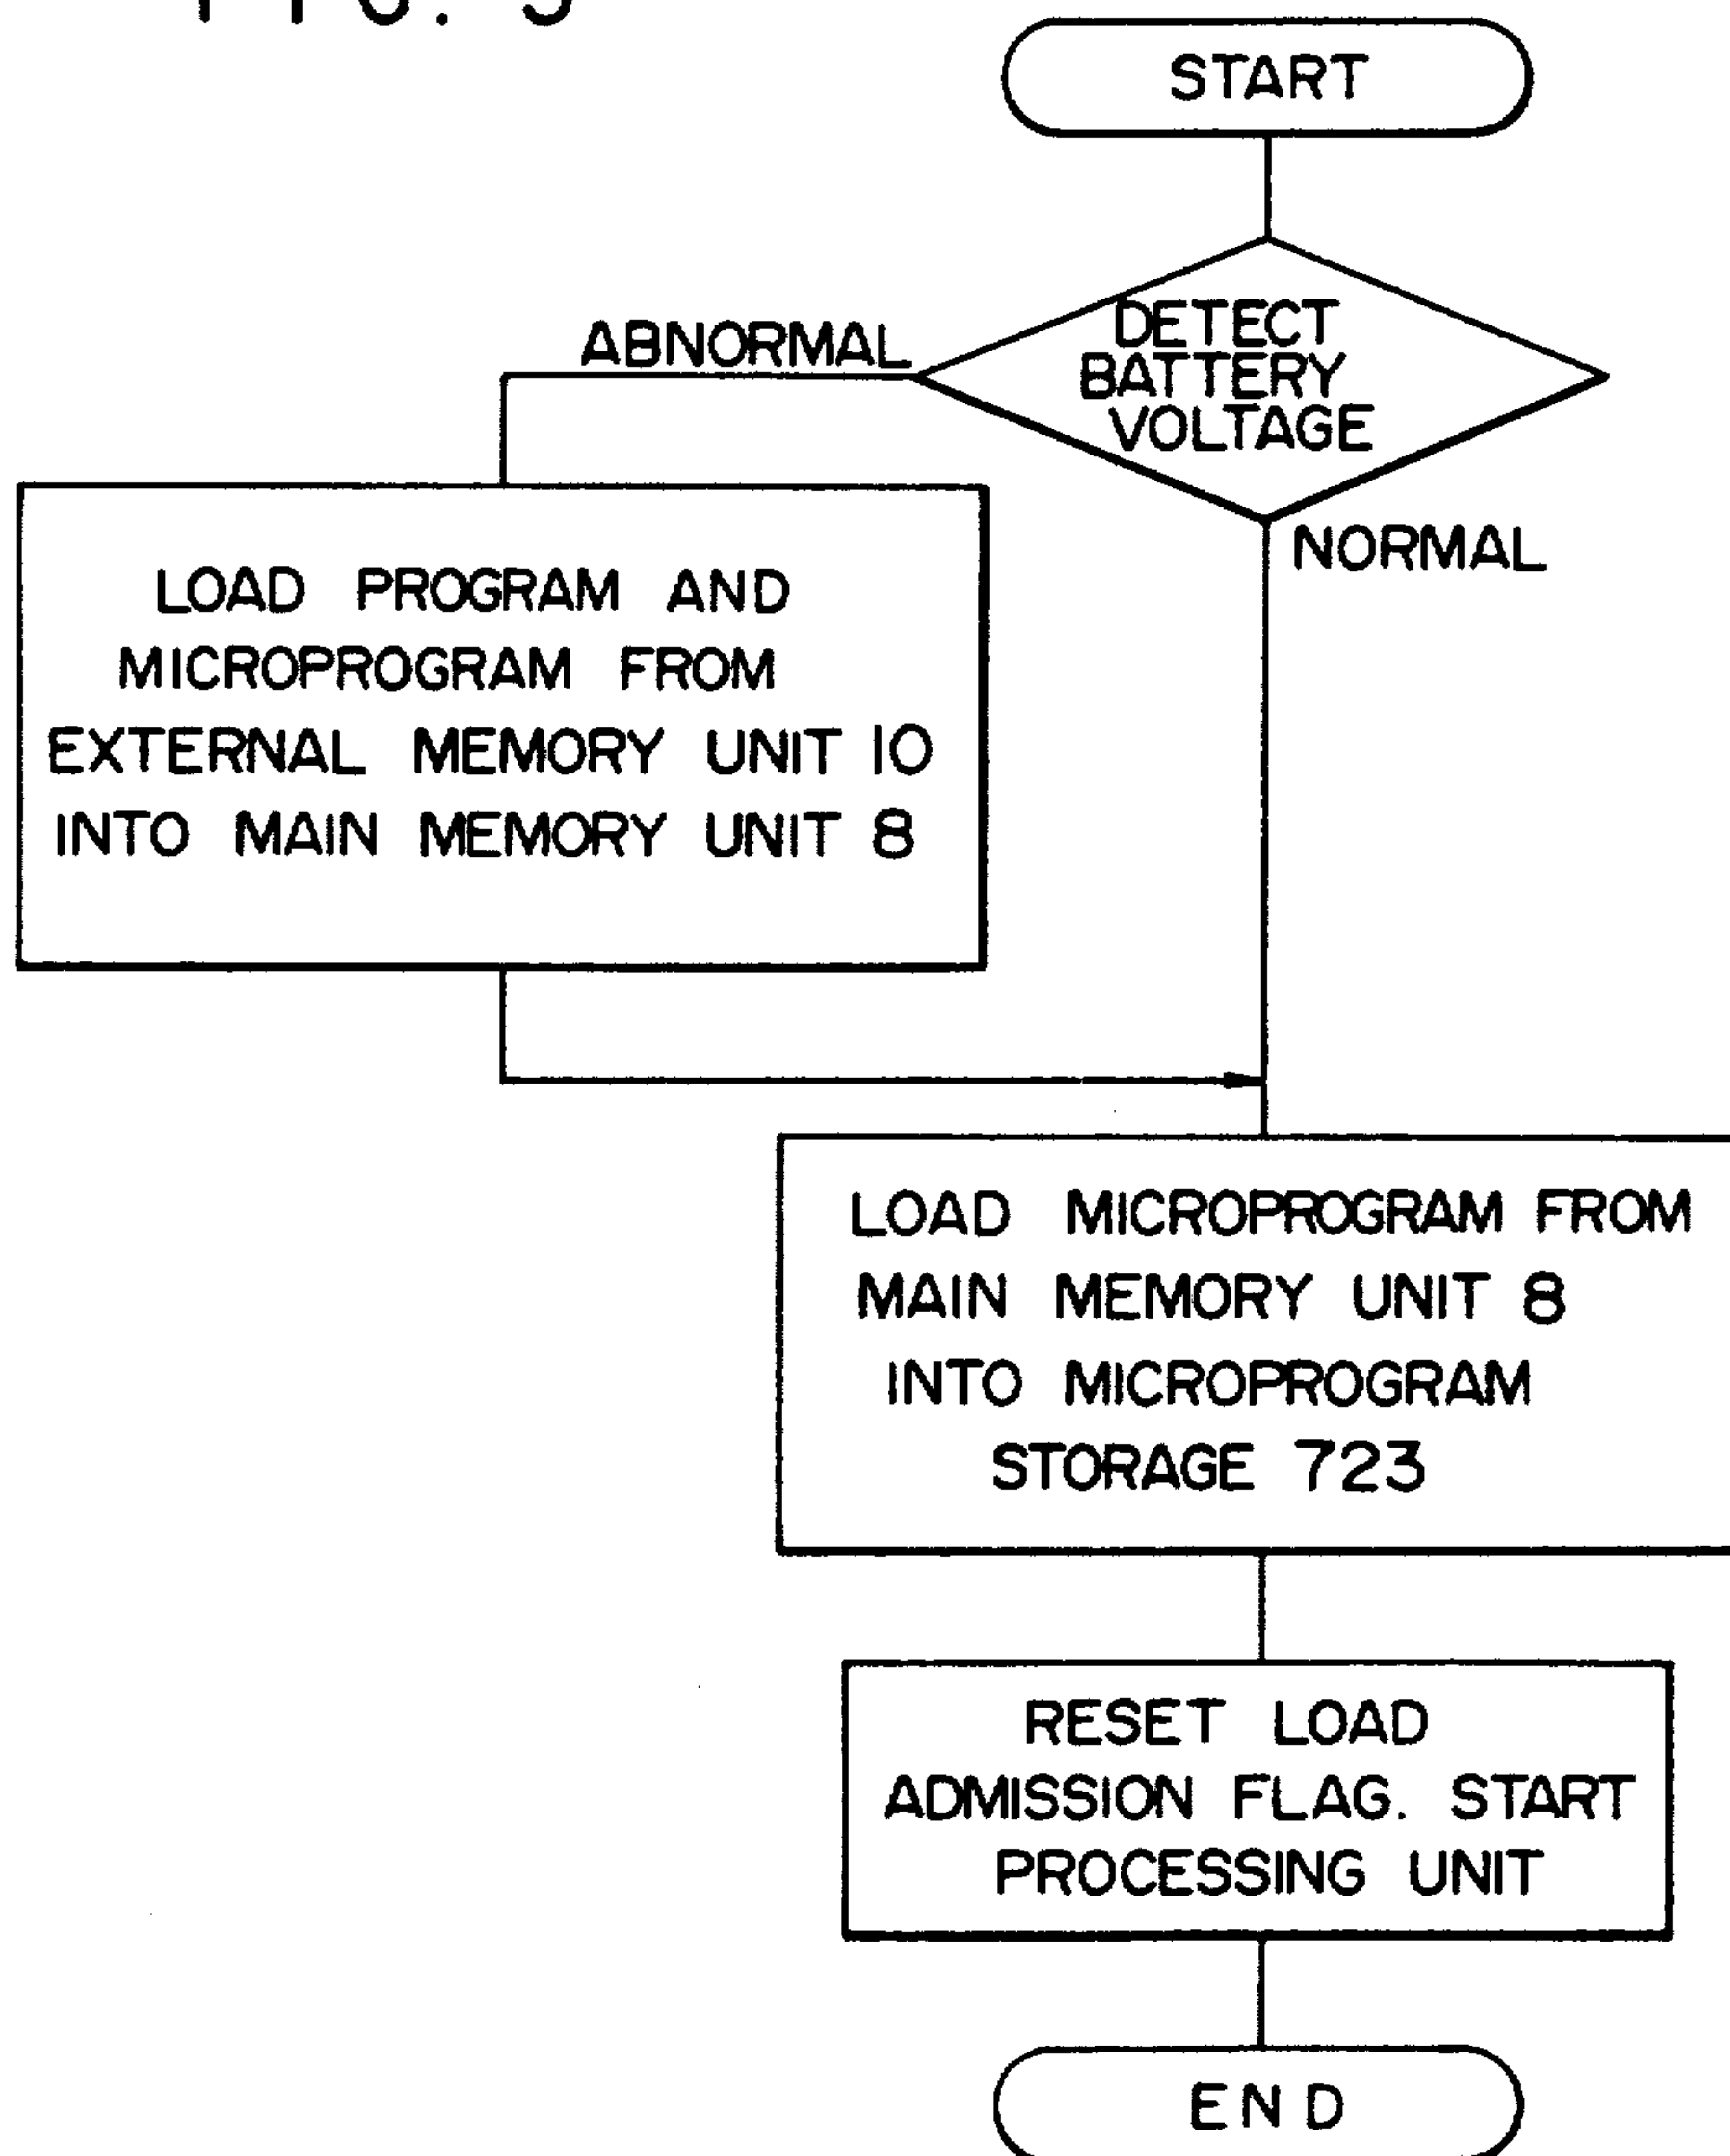 START
DETECT
BATTERY
VOLTAGE
ABNORMAL
NORMAL
LOAD PROGRAM AND
MICROPROGRAM FROM
EXTERNAL MEMORY UNIT 10
INTO MAIN MEMORY UNIT 8
LOAD MICROPROGRAM FROM
MAIN MEMORY UNIT 8
INTO MICROPROGRAM
STORAGE 723
RESET LOAD
ADMISSION FLAG. START
PROCESSING UNIT
END